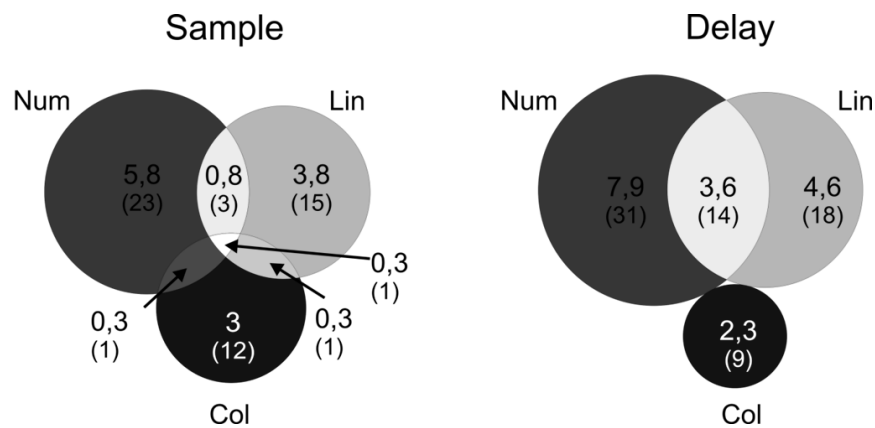 Sample
Num
Lin
5,8
(23)
0,8
(3)
3,8
(15)
0,3
(1)
0,3
(1)
0,3
(1)
3
(12)
Col
Delay
Num
Lin
7,9
(31)
3,6
(14)
4,6
(18)
2,3
(9)
Col